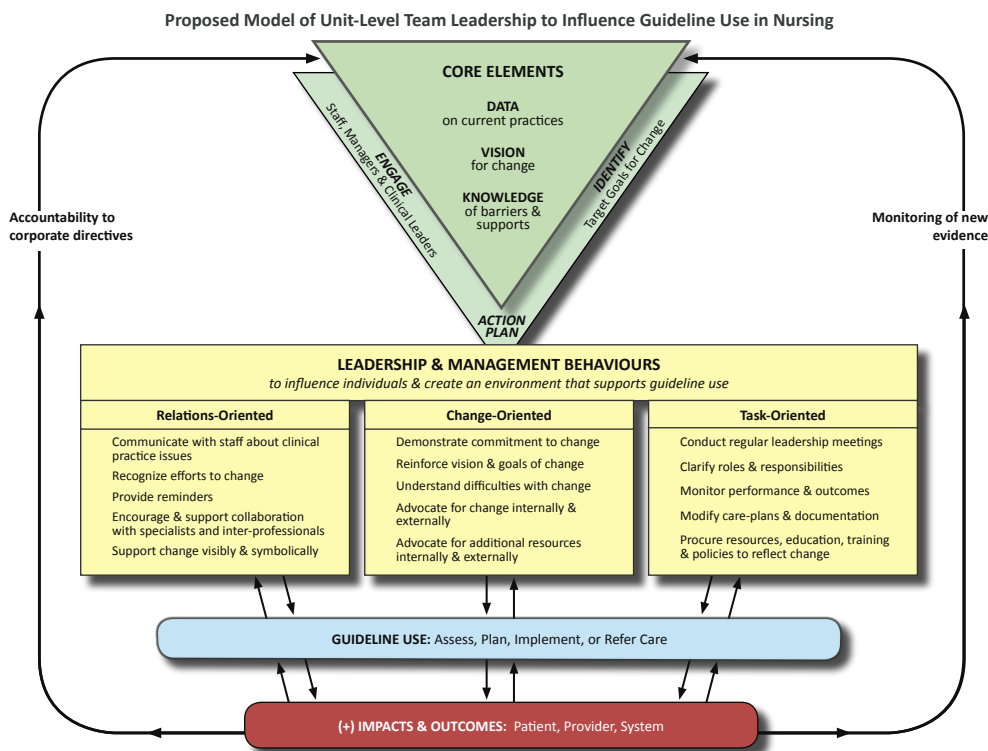 Proposed Model of Unit-Level Team Leadership to Influence Guideline Use in Nursing
CORE ELEMENTS
DATA
on current practices
VISION
for change
KNOWLEDGE
of barriers &
supports
ENGAGE
Staff, Managers & Clinical Leaders
IDENTIFY
Target Goals for Change
ACTION
PLAN
Accountability to
corporate directives
Monitoring of new
evidence
LEADERSHIP & MANAGEMENT BEHAVIOURS
to influence individuals & create an environment that supports guideline use
Relations-Oriented
Communicate with staff about clinical
practice issues
Recognize efforts to change
Provide reminders
Encourage & support collaboration
with specialists and inter-professionals
Support change visibly & symbolically
Change-Oriented
Demonstrate commitment to change
Reinforce vision & goals of change
Understand difficulties with change
Advocate for change internally &
externally
Advocate for additional resources
internally & externally
Task-Oriented
Conduct regular leadership meetings
Clarify roles & responsibilities
Monitor performance & outcomes
Modify care-plans & documentation
Procure resources, education, training
& policies to reflect change
GUIDELINE USE: Assess, Plan, Implement, or Refer Care
(+) IMPACTS & OUTCOMES: Patient, Provider, System